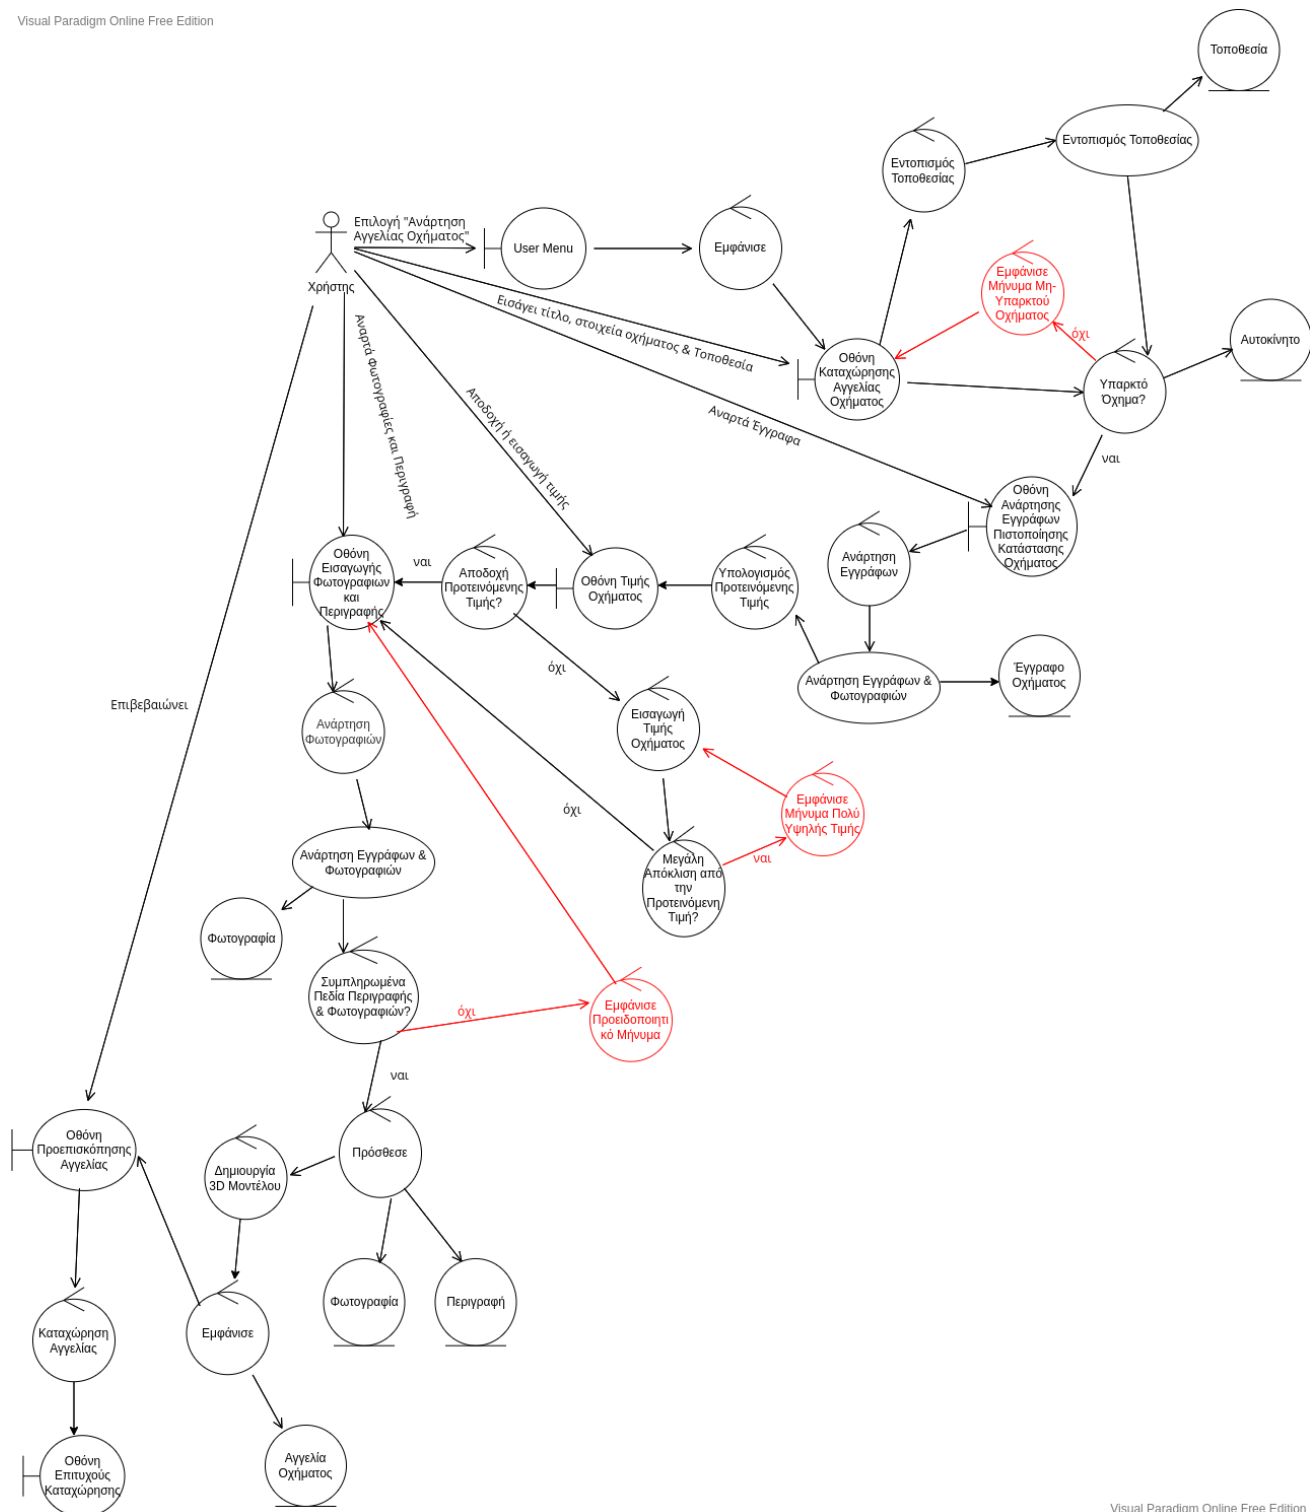 Visual Paradigm Online Free Edition
Τοποθεσία
Εντοπισμός Τοποθεσίας
Εντοπισμός
Τοποθεσίας
Επιλογή "Ανάρτηση
Αγγελίας Οχήματος"
User Menu
Εμφάνισε
Χρήστης
Εμφάνισε
Μήνυμα Μη-
Υπαρκτού
Οχήματος
Εισάγει τίτλο, στοιχεία οχήματος & Τοποθεσία
όχι
Αυτοκίνητο
Οθόνη
Καταχώρησης
Αγγελίας
Οχήματος
Υπαρκτό
Όχημα?
Αναρτά Φωτογραφίες και Περιγραφή
Αποδοχή ή εισαγωγή τιμής
Αναρτά Έγγραφα
ναι
Οθόνη
Ανάρτησης
Εγγράφων
Πιστοποίησης
Κατάστασης
Οχήματος
Ανάρτηση
Εγγράφων
Οθόνη
Εισαγωγής
Φωτογραφιων
και
Περιγραφής
ναι
Αποδοχή
Προτεινόμενης
Τιμής?
Οθόνη Τιμής
Οχήματος
Υπολογισμός
Προτεινόμενης
Τιμής
όχι
Ανάρτηση Εγγράφων &
Φωτογραφιών
Έγγραφο
Οχήματος
Επιβεβαιώνει
Ανάρτηση
Φωτογραφιών
Εισαγωγή
Τιμής
Οχήματος
όχι
Εμφάνισε
Μήνυμα Πολύ
Υψηλής Τιμής
ναι
Μεγάλη
Απόκλιση από
την
Προτεινόμενη
Τιμή?
Ανάρτηση Εγγράφων &
Φωτογραφιών
Φωτογραφία
Συμπληρωμένα
Πεδία Περιγραφής
& Φωτογραφιών?
όχι
Εμφάνισε
Προειδοποιητι
κό Μήνυμα
ναι
Οθόνη
Προεπισκόπησης
Αγγελίας
Δημιουργία
3D Μοντέλου
Πρόσθεσε
Φωτογραφία
Περιγραφή
Καταχώρηση
Αγγελίας
Εμφάνισε
Οθόνη
Επιτυχούς
Καταχώρησης
Αγγελία
Οχήματος
Visual Paradigm Online Free Edition